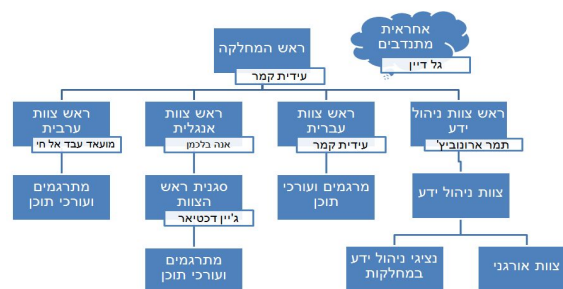 אחראית
מתנדבים
גל דיין
ראש המחלקה
עידית קמר
ראש צוות ניהול
ידע
תמר ארונוביץ'
ראש צוות
עברית
עידית קמר
ראש צוות
אנגלית
אנה בלכמן
ראש צוות
ערבית
מועאד עבד אל חי
צוות ניהול ידע
מרגמים ועורכי
תוכן
סגנית ראש
הצוות
ג'יין דכטיאר
מתרגמים
ועורכי תוכן
צוות אורגני
נציגי ניהול ידע
במחלקות
מתרגמים
ועורכי תוכן